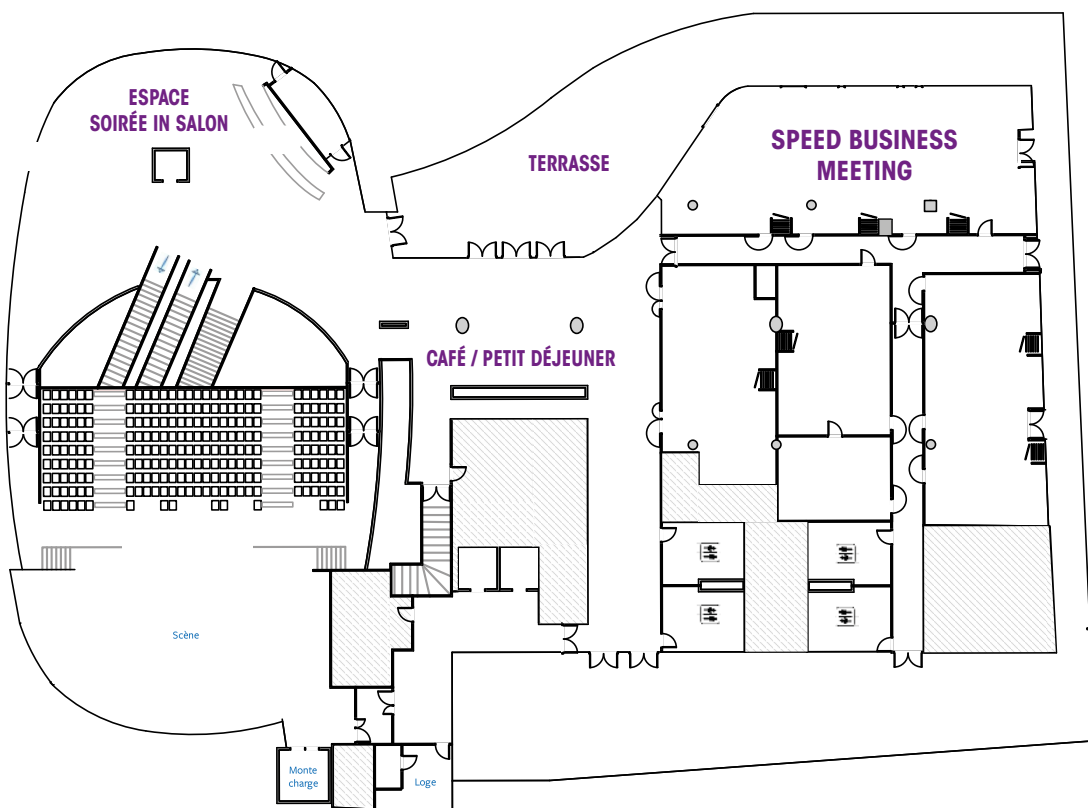 ESPACE
SOIRÉE IN SALON
TERRASSE
SPEED BUSINESS
MEETING
CAFÉ / PETIT DÉJEUNER
Scène
Monte
charge
Loge